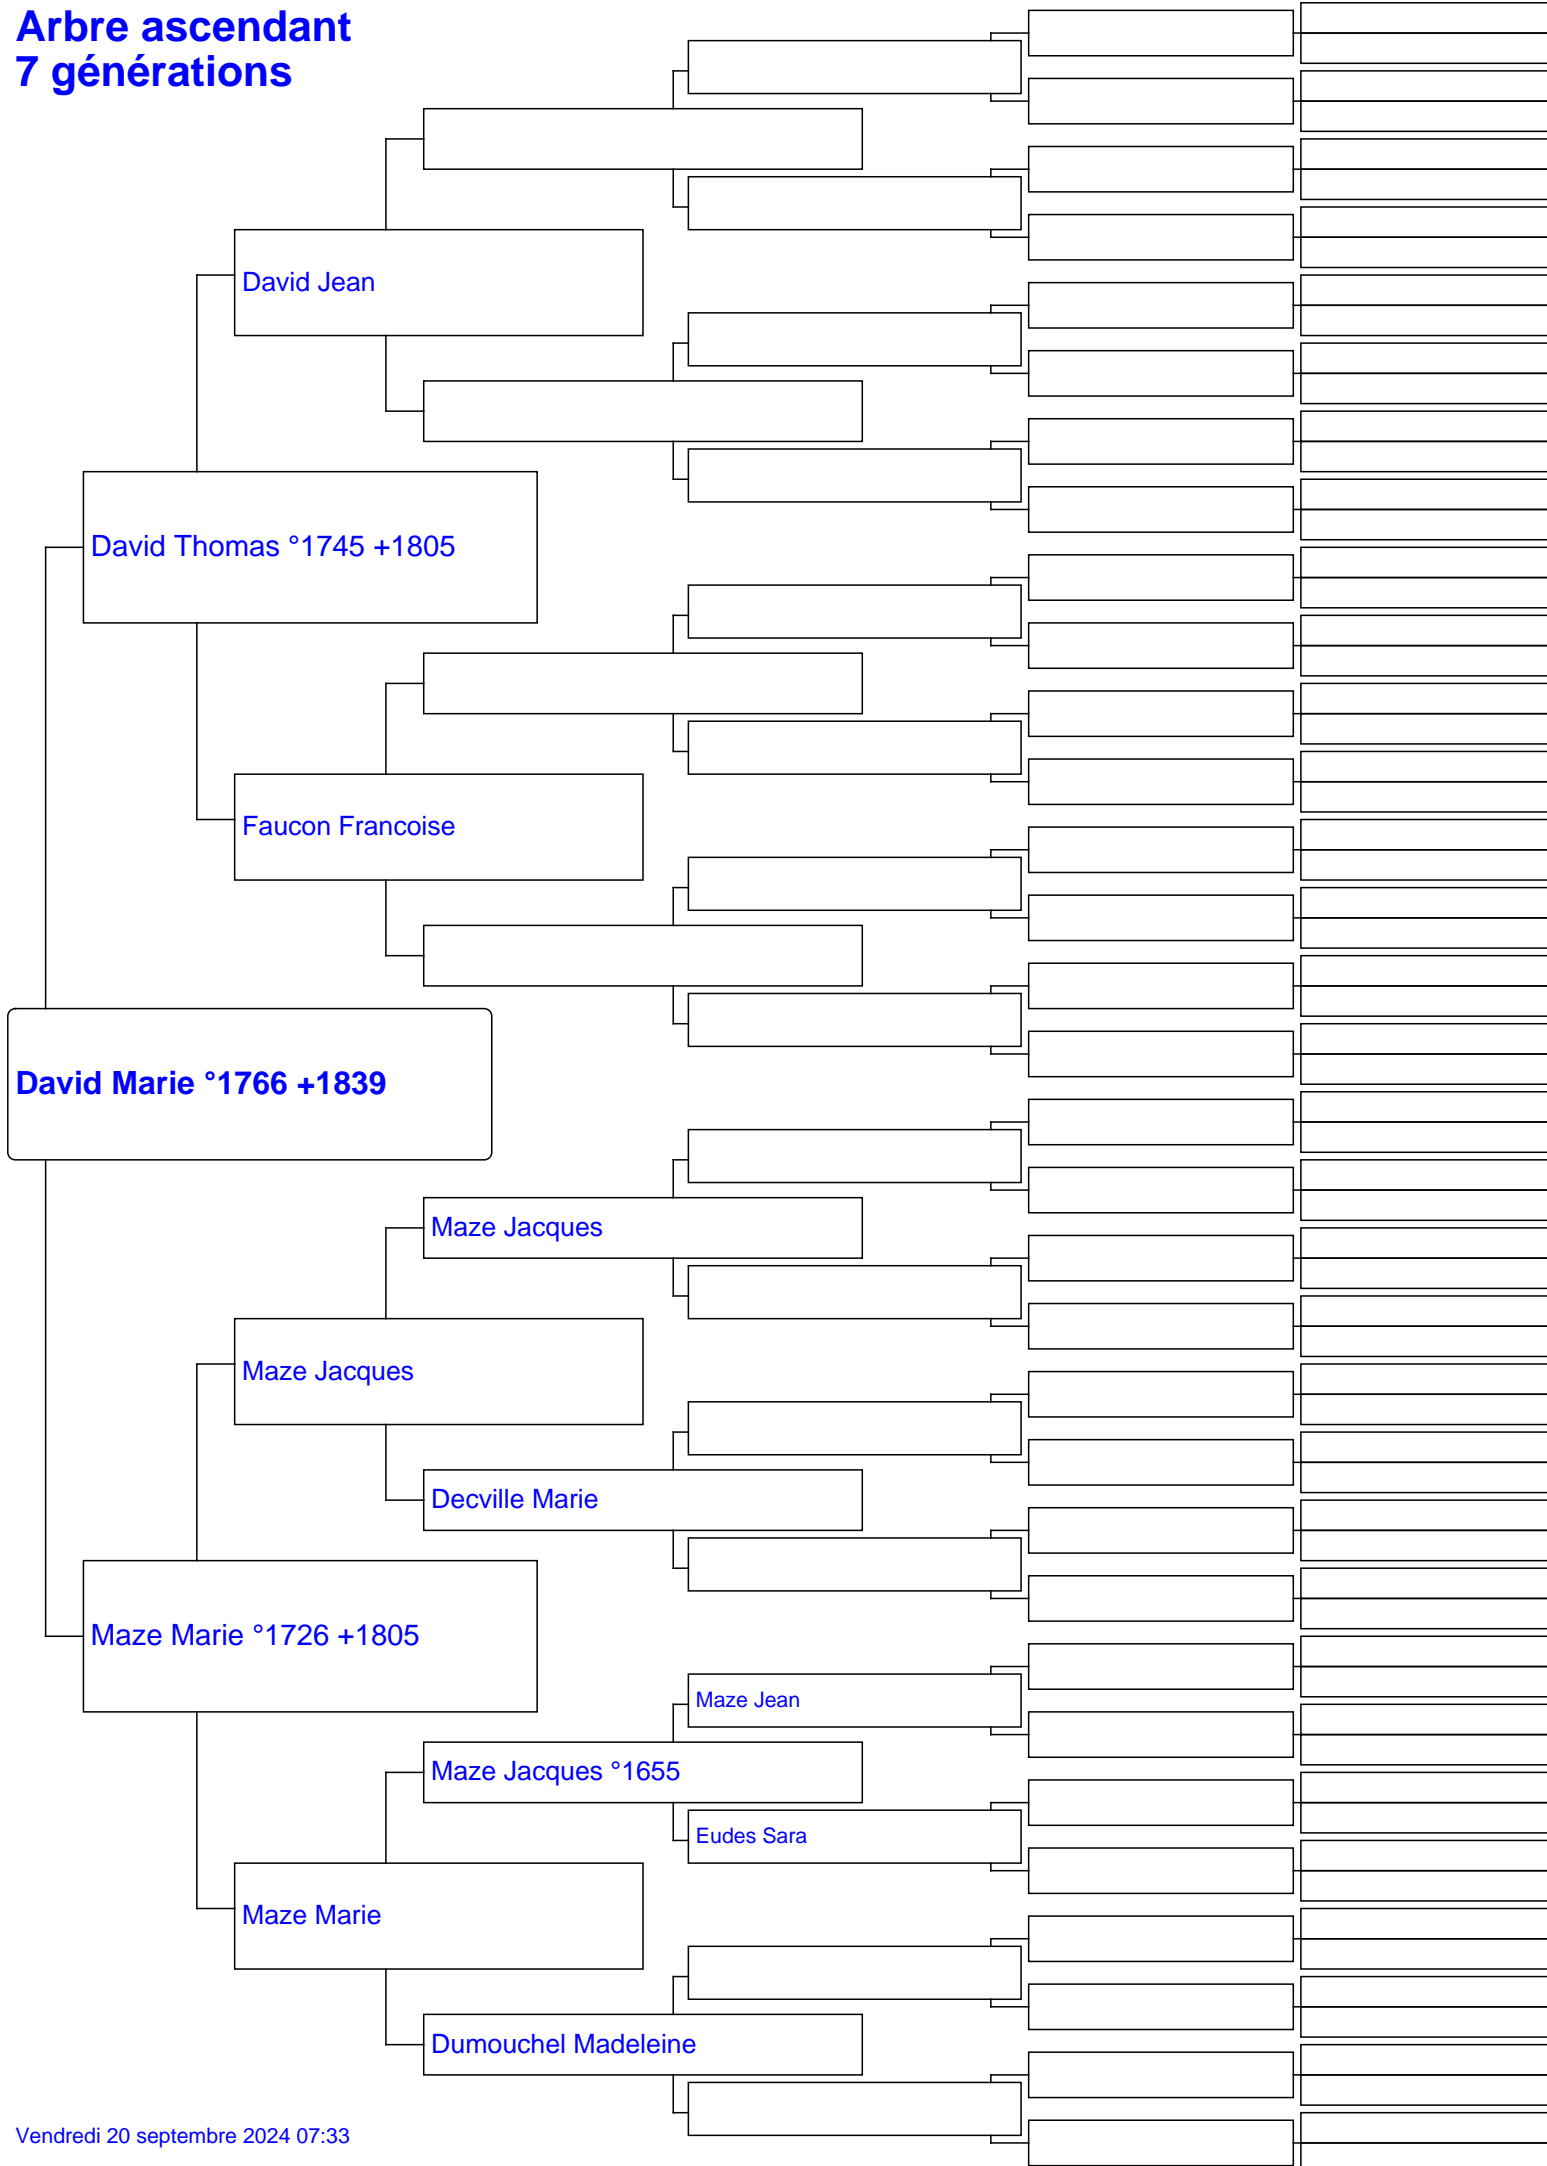 Arbre ascendant
7 générations
David Jean
David Thomas °1745 +1805
Faucon Francoise
David Marie °1766 +1839
Maze Jacques
Maze Jacques
Decville Marie
Maze Marie °1726 +1805
Maze Jean
Maze Jacques °1655
Eudes Sara
Maze Marie
Dumouchel Madeleine
Vendredi 20 septembre 2024 07:33